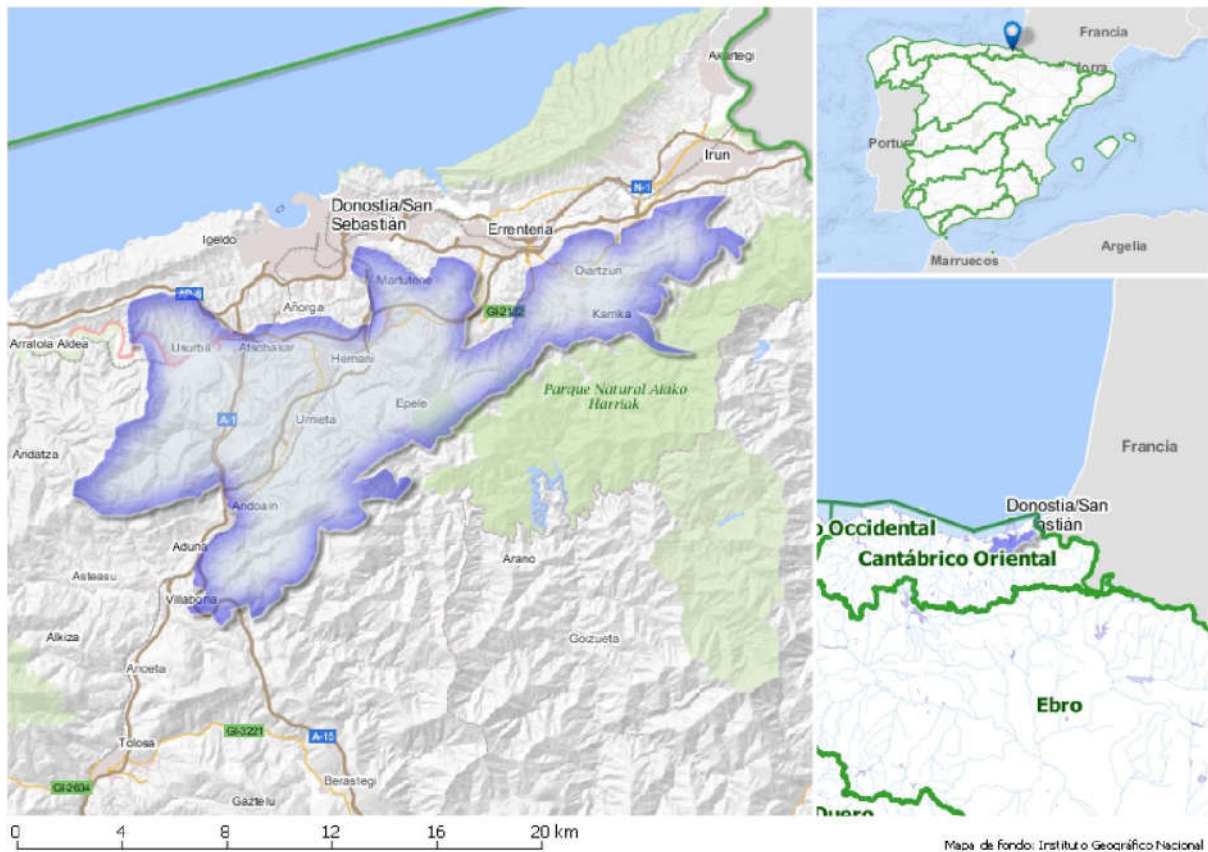 Akartegi
Irun
N-1
Donostia/San
Sebastián
Errenteria
Igeldo
Oiartzun
Martutene
AP-8
Añorga
GI-2132
Karrika
Arratola Aldea
Usurbil
Atsobakar
Hernani
Parque Natural Aiako
Harriak
Epele
A-1
Urnieta
Andatza
Andoain
Aduna
Arano
Asteasu
Villabona
Alkiza
Goizueta
Anoeta
GI-3221
Tolosa
A-15
GI-2634
Berastegi
Gaztelu
0 4 8 12 16 20 km
Francia
Andorra
Portug
Argelia
Marruecos
Francia
Donostia/San
astián
o Occidental
Cantábrico Oriental
Ebro
Duero
Mapa de fondo: Instituto Geográfico Nacional